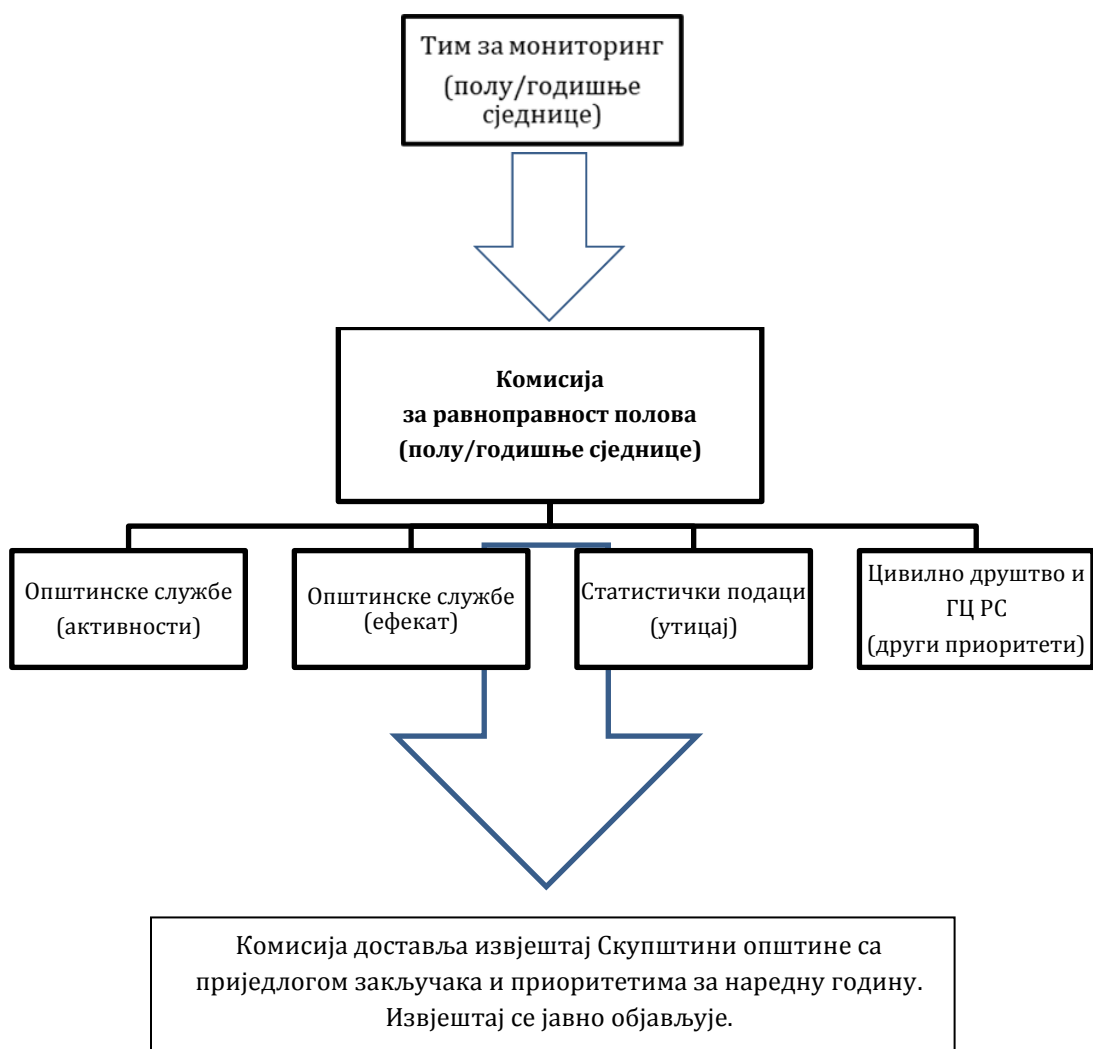 Тим за мониторинг
(полу/годишње
сједнице)
Комисија
за равноправност полова
(полу/годишње сједнице)
Општинске службе
(активности)
Општинске службе
(ефекат)
Статистички подаци
(утицај)
Цивилно друштво и
ГЦ РС
(други приоритети)
Комисија доставља извјештај Скупштини општине са
приједлогом закључака и приоритетима за наредну годину.
Извјештај се јавно објављује.